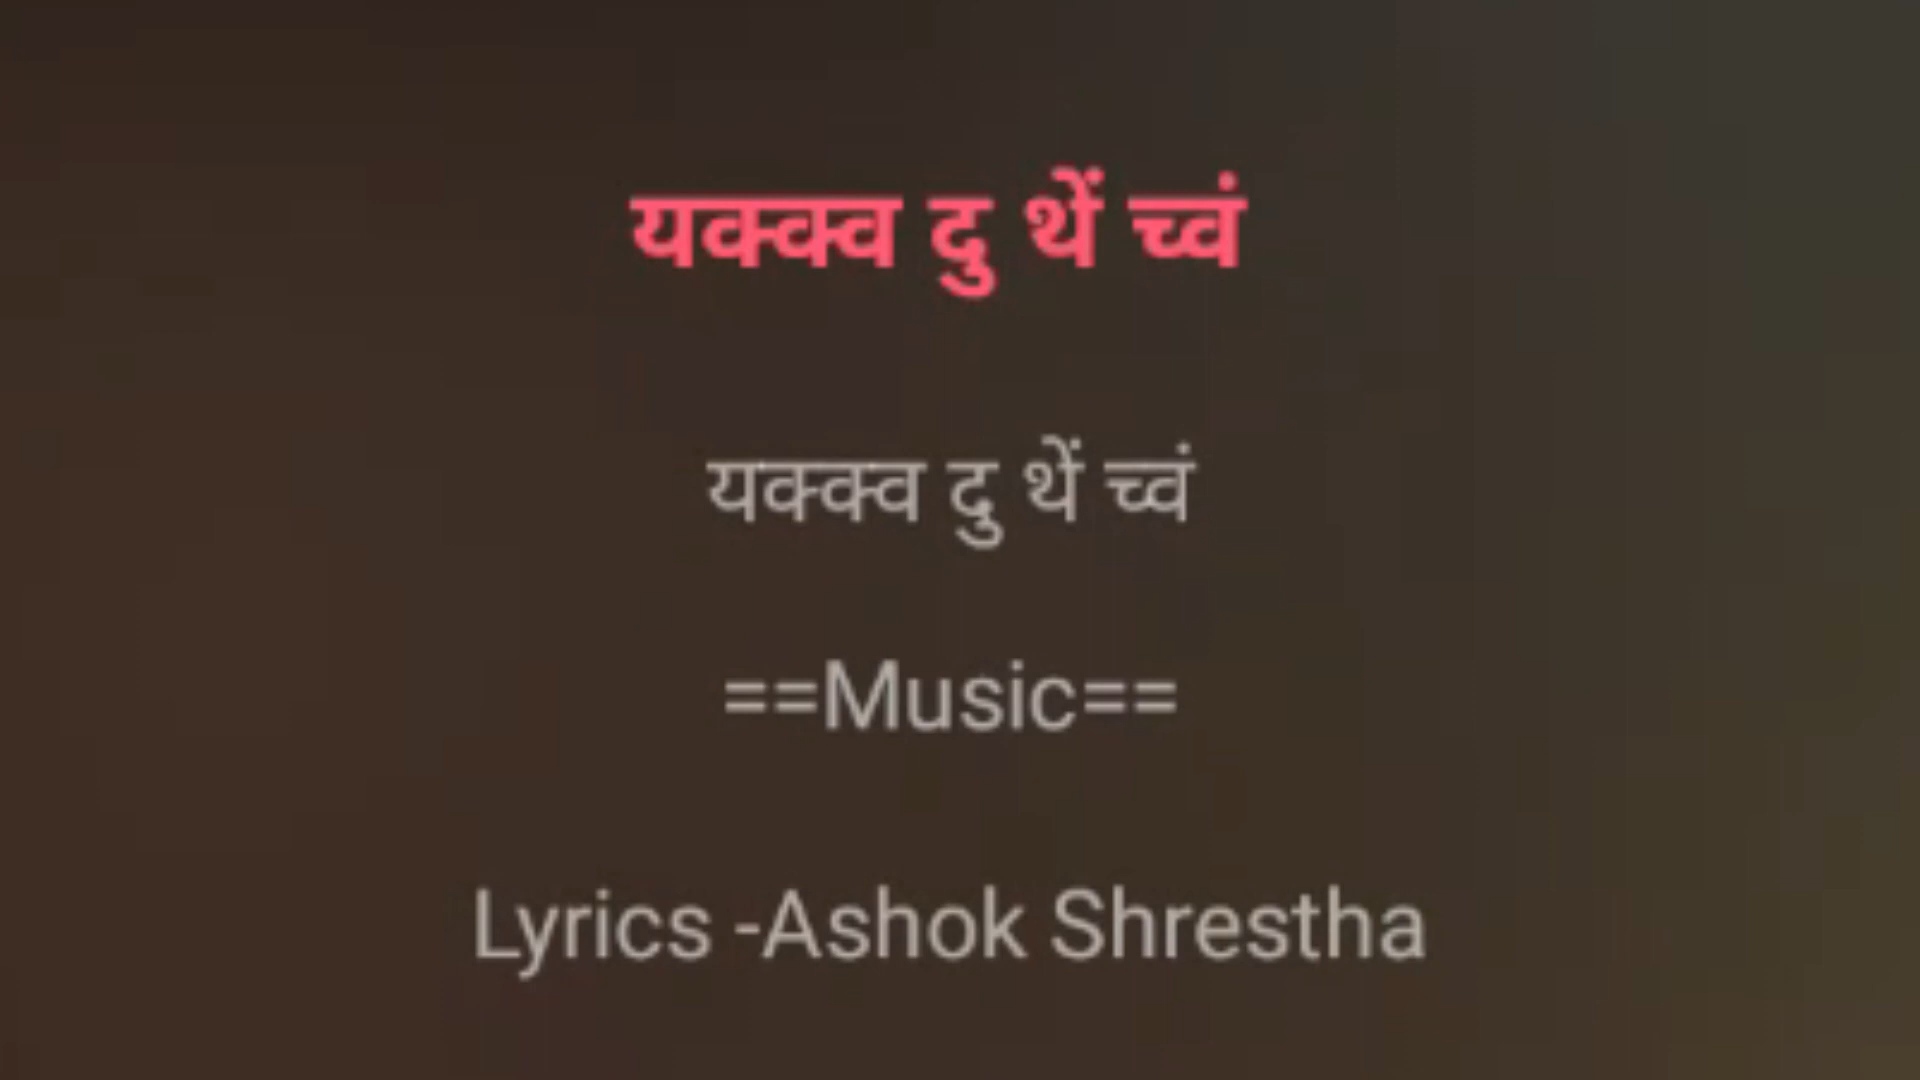 यक्क्व दु थें च्वं
यक्क्व दु थें च्वं
==Music==
Lyrics -Ashok Shrestha